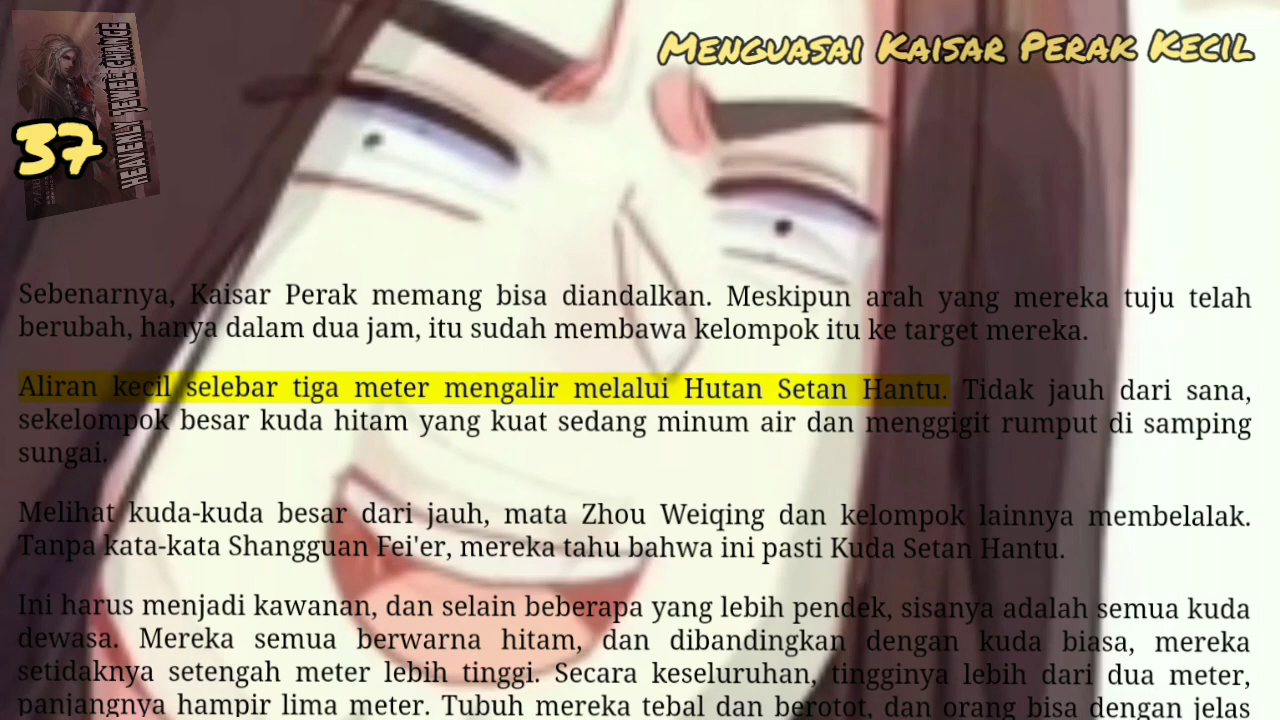 Menguasai Kaisar Perak Kecil
HEAVENLY JEWEL CHANGE
37
Sebenarnya, Kaisar Perak memang bisa diandalkan. Meskipun arah yang mereka tuju telah
berubah, hanya dalam dua jam, itu sudah membawa kelompok itu ke target mereka.
Aliran kecil selebar tiga meter mengalir melalui Hutan Setan Hantu. Tidak jauh dari sana,
sekelompok besar kuda hitam yang kuat sedang minum air dan menggigit rumput di samping
sungai.
Melihat kuda-kuda besar dari jauh, mata Zhou Weiqing dan kelompok lainnya membelalak.
Tanpa kata-kata Shangguan Fei'er, mereka tahu bahwa ini pasti Kuda Setan Hantu.
Ini harus menjadi kawanan, dan selain beberapa yang lebih pendek, sisanya adalah semua kuda
dewasa. Mereka semua berwarna hitam, dan dibandingkan dengan kuda biasa, mereka
setidaknya setengah meter lebih tinggi. Secara keseluruhan, tingginya lebih dari dua meter,
panjangnya hampir lima meter. Tubuh mereka tebal dan berotot, dan orang bisa dengan jelas